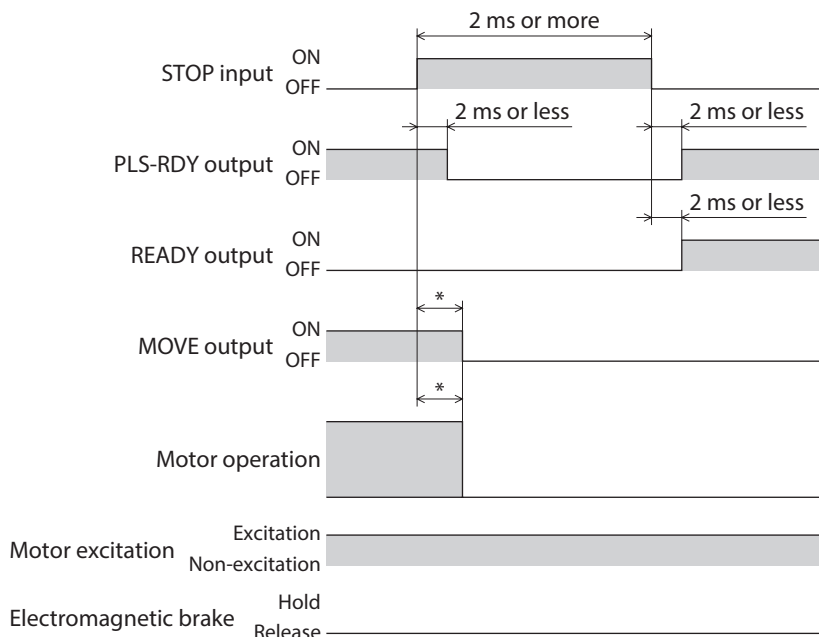 2 ms or more
STOP input ON
OFF
2 ms or less 2 ms or less
PLS-RDY output ON
OFF
2 ms or less
READY output ON
OFF
*
MOVE output ON
OFF
*
Motor operation
Motor excitation Excitation
Non-excitation
Electromagnetic brake Hold
Release